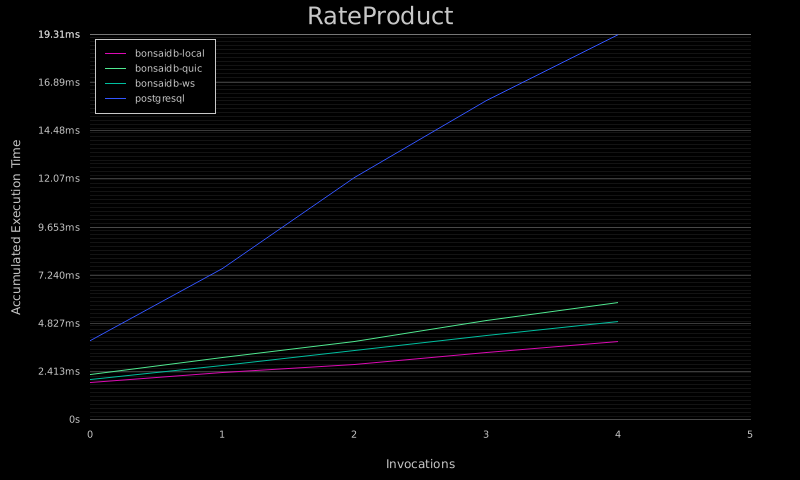 RateProduct
19.31ms
16.89ms
14.48ms
12.07ms
9.653ms
7.240ms
4.827ms
2.413ms
0s
Accumulated Execution Time
bonsaidb-local
bonsaidb-quic
bonsaidb-ws
postgresql
0 1 2 3 4 5
Invocations